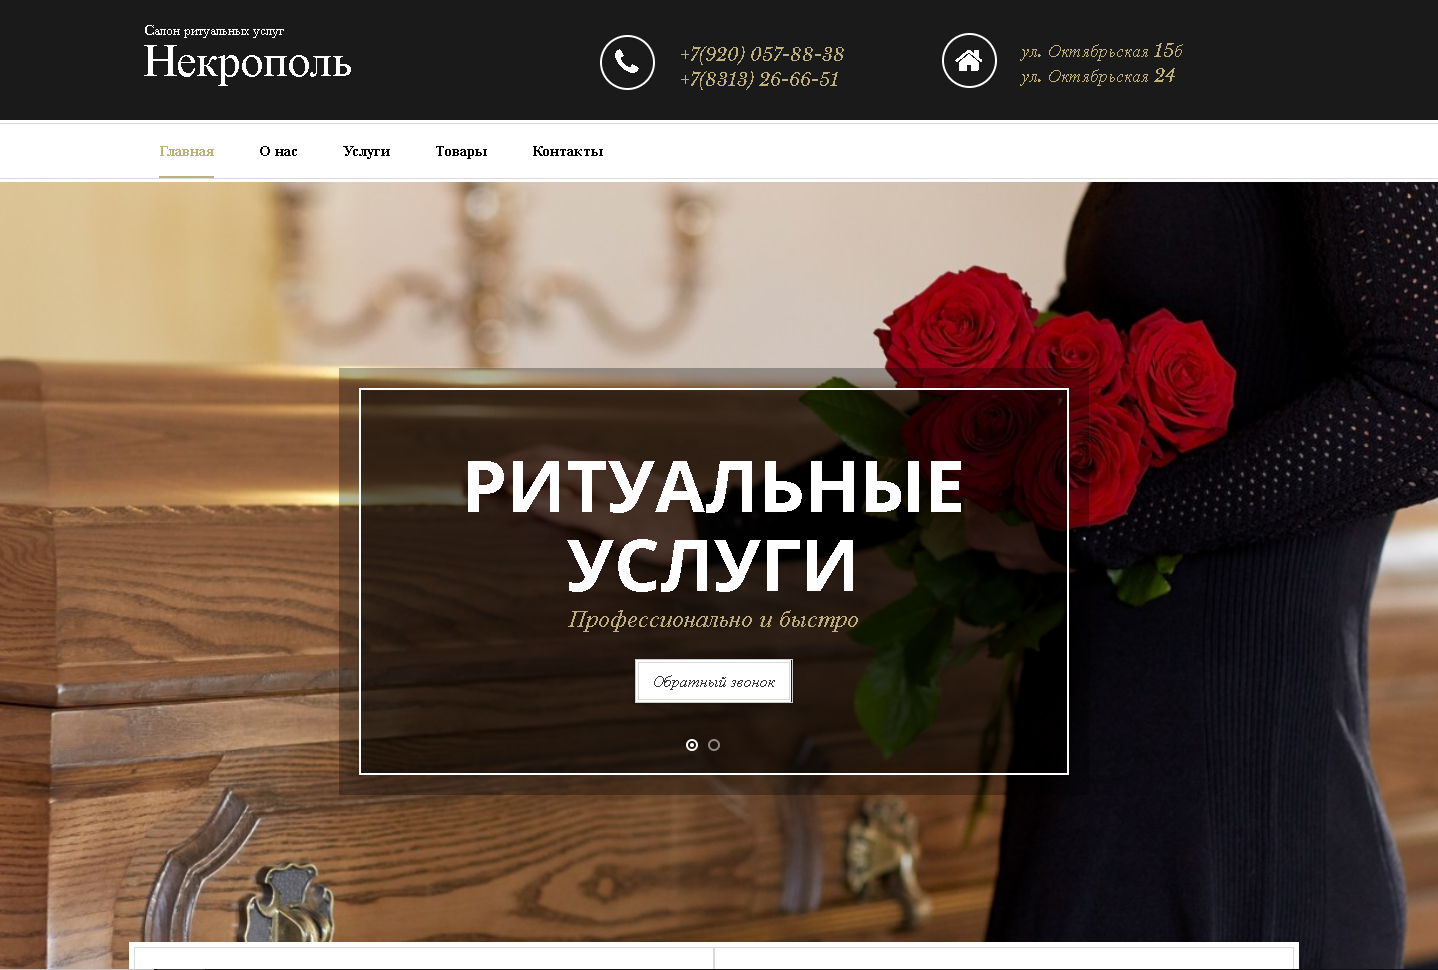 Салон ритуальных услуг
Некрополь
+7(920) 057-88-38
+7(8313) 26-66-51
ул. Октябрьская 15б
ул. Октябрьская 24
Главная О нас Услуги Товары Контакты
РИТУАЛЬНЫЕ
УСЛУГИ
Профессионально и быстро
Обратный звонок